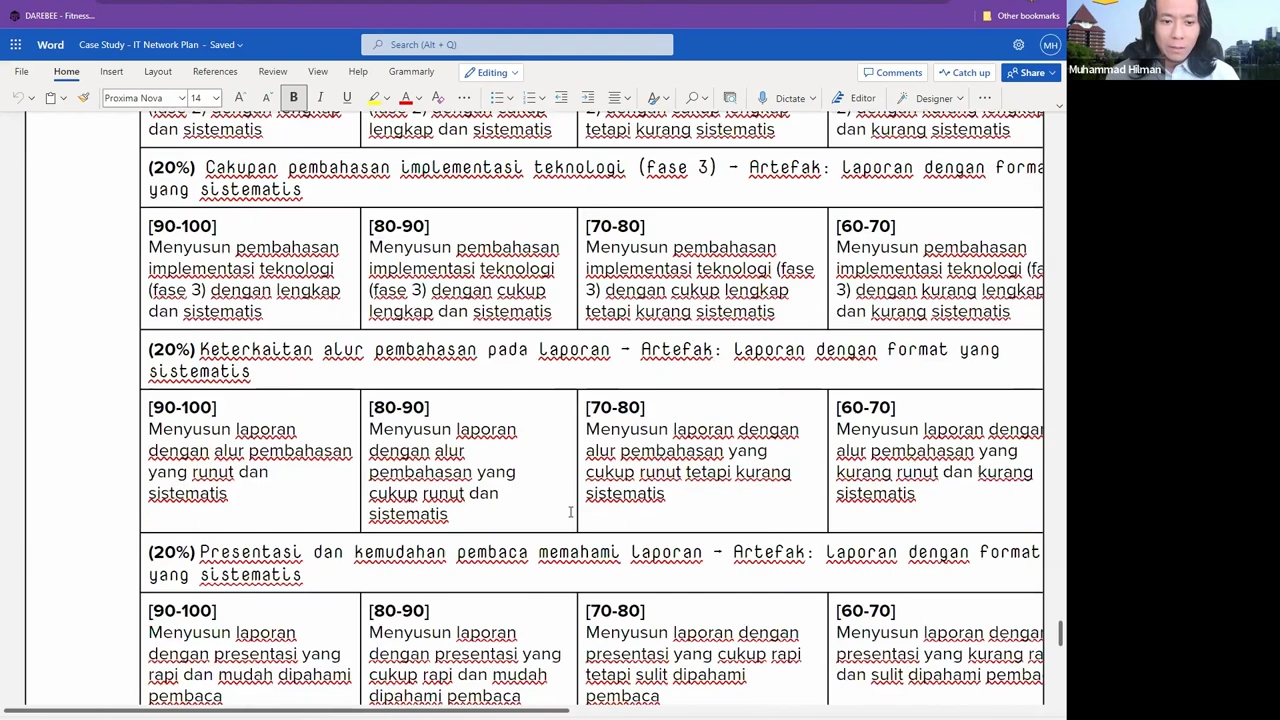 DAREBEE - Fitness...
Other bookmarks
Word
Case Study - IT Network Plan - Saved
Search (Alt + Q)
MH
Muhammad Hilman
File Home Insert Layout References Review View Help Grammarly Editing Comments Catch up Share
Proxima Nova 14 B I U A Dictate Editor Designer
dan sistematis
lengkap dan sistematis
tetapi kurang sistematis
dan kurang sistematis
(20%) Cakupan pembahasan implementasi teknologi (fase 3) - Artefak: Laporan dengan forma
yang sistematis
[90-100]
Menyusun pembahasan
implementasi teknologi
(fase 3) dengan lengkap
dan sistematis
[80-90]
Menyusun pembahasan
implementasi teknologi
(fase 3) dengan cukup
lengkap dan sistematis
[70-80]
Menyusun pembahasan
implementasi teknologi (fase
3) dengan cukup lengkap
tetapi kurang sistematis
[60-70]
Menyusun pembahasan
implementasi teknologi (fa
3) dengan kurang lengkap
dan kurang sistematis
(20%) Keterkaitan alur pembahasan pada Laporan - Artefak: Laporan dengan format yang
sistematis
[90-100]
Menyusun laporan
dengan alur pembahasan
yang runut dan
sistematis
[80-90]
Menyusun laporan
dengan alur
pembahasan yang
cukup runut dan
sistematis
[70-80]
Menyusun laporan dengan
alur pembahasan yang
cukup runut tetapi kurang
sistematis
[60-70]
Menyusun laporan dengan
alur pembahasan yang
kurang runut dan kurang
sistematis
(20%) Presentasi dan kemudahan pembaca memahami Laporan - Artefak: Laporan dengan format
yang sistematis
[90-100]
Menyusun laporan
dengan presentasi yang
rapi dan mudah dipahami
pembaca
[80-90]
Menyusun laporan
dengan presentasi yang
cukup rapi dan mudah
dipahami pembaca
[70-80]
Menyusun laporan dengan
presentasi yang cukup rapi
tetapi sulit dipahami
pembaca
[60-70]
Menyusun laporan dengan
presentasi yang kurang ra
dan sulit dipahami pemba